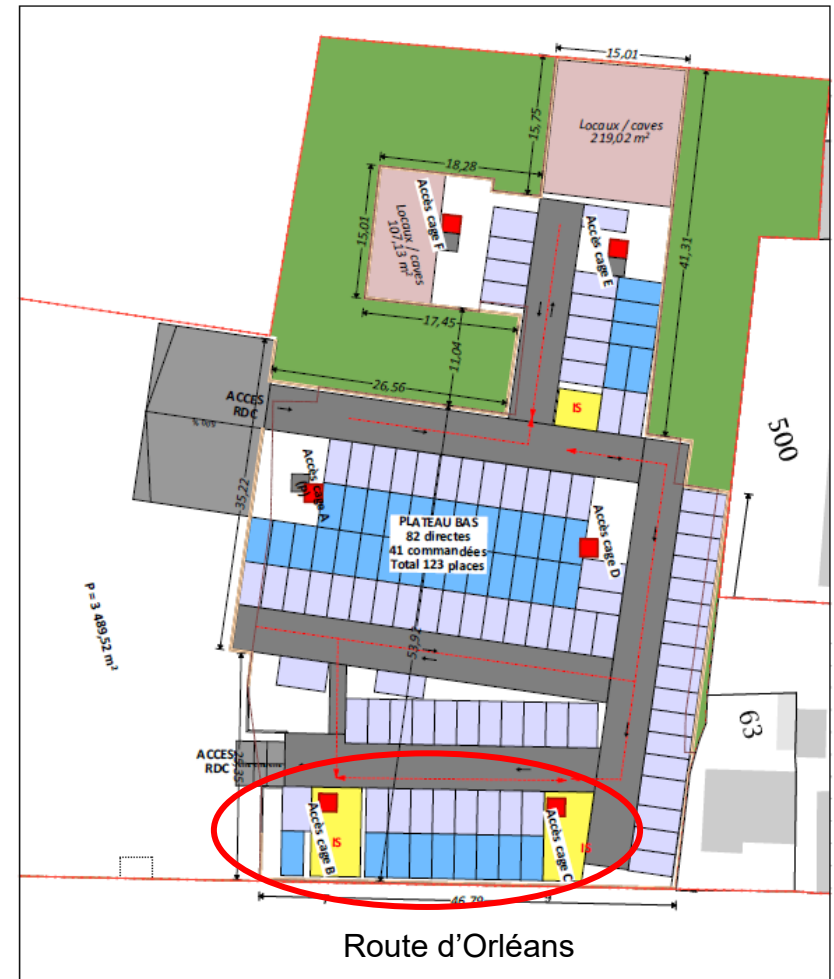 15,01
15,75
Locaux / caves
219,02 m²
18,28
Accès cage F
Locaux / caves
107,13 m²
15,01
Accès cage E
41,31
17,45
11,04
26,56
IS
ACCES
RDC
500
35,22
Accès cage A
(p)
PLATEAU BAS
82 directes
41 commandées
Total 123 places
Accès cage D
P = 3 489,52 m²
53,92
63
ACCES
RDC
Accès cage B
IS
Accès cage C
IS
46,79
Route d'Orléans